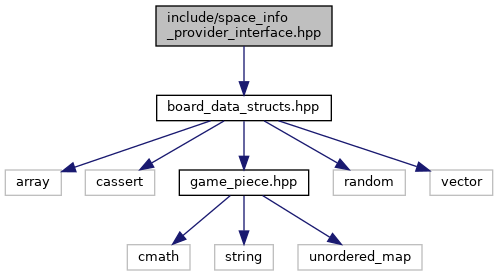 include/space_info
_provider_interface.hpp
board_data_structs.hpp
array
cassert
game_piece.hpp
random
vector
cmath
string
unordered_map